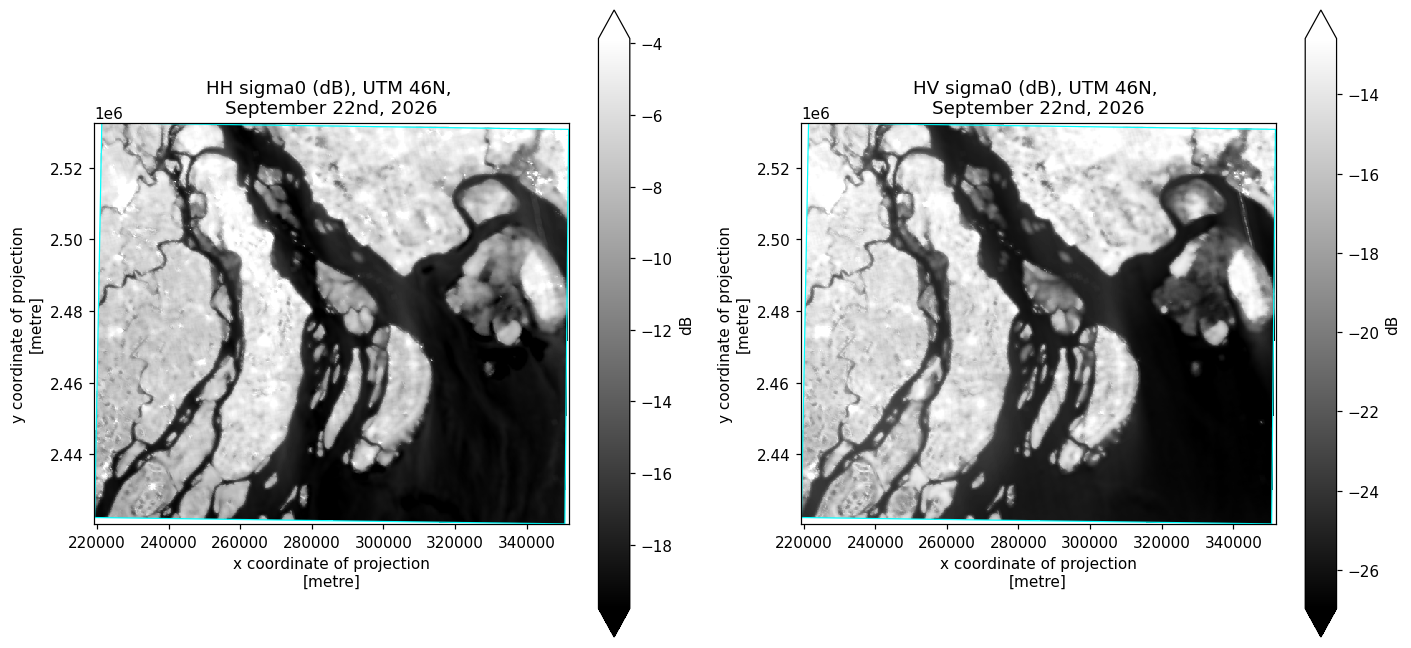 HH sigma0 (dB), UTM 46N,
September 22nd, 2026
1e6
2.52
2.50
2.48
2.46
2.44
y coordinate of projection
[metre]
220000 240000 260000 280000 300000 320000 340000
x coordinate of projection
[metre]
−4
−6
−8
−10
−12
−14
−16
−18
dB
HV sigma0 (dB), UTM 46N,
September 22nd, 2026
1e6
2.52
2.50
2.48
2.46
2.44
y coordinate of projection
[metre]
220000 240000 260000 280000 300000 320000 340000
x coordinate of projection
[metre]
−14
−16
−18
−20
−22
−24
−26
dB